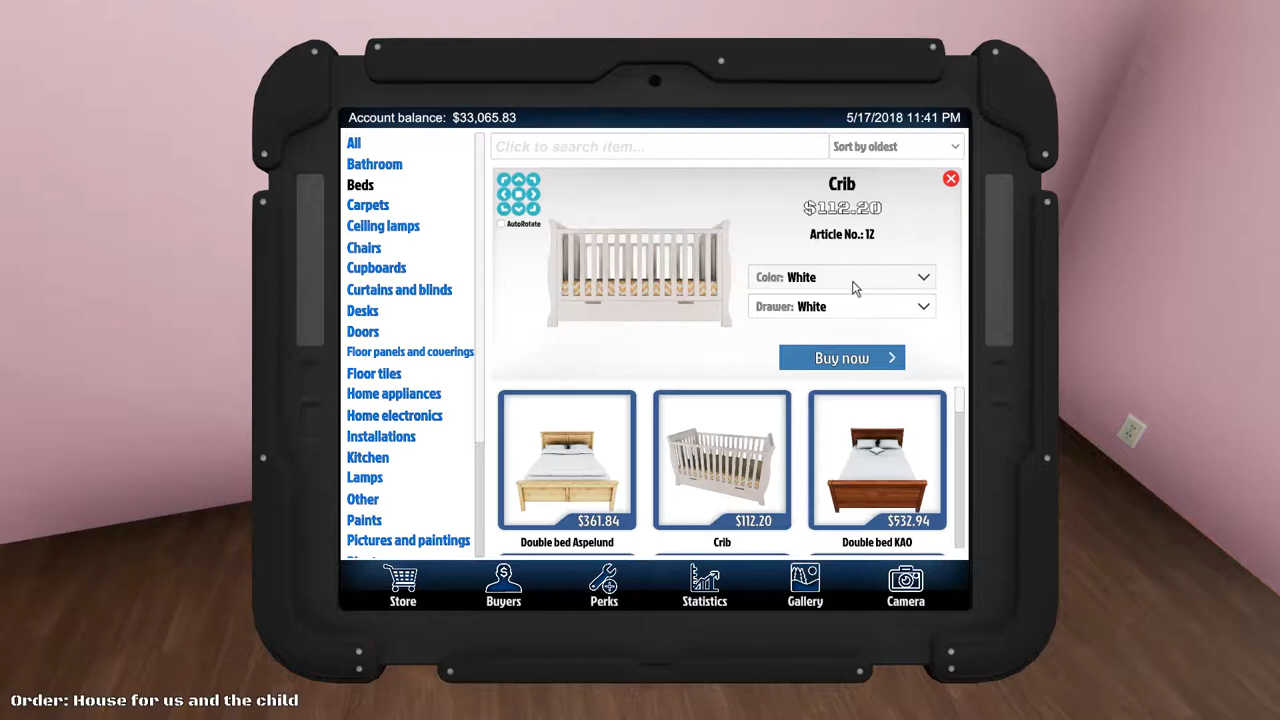 Account balance: $33,065.83
5/17/2018 11:41 PM
All
Bathroom
Beds
Carpets
Ceiling lamps
Chairs
Cupboards
Curtains and blinds
Desks
Doors
Floor panels and coverings
Floor tiles
Home appliances
Home electronics
Installations
Kitchen
Lamps
Other
Paints
Pictures and paintings
Click to search item...
Sort by oldest
AutoRotate
Crib
$112.20
Article No.: 12
Color: White
Drawer: White
Buy now
$361.84
$112.20
$532.94
Double bed Aspelund
Crib
Double bed KAO
Store
Buyers
Perks
Statistics
Gallery
Camera
Order: House for us and the child